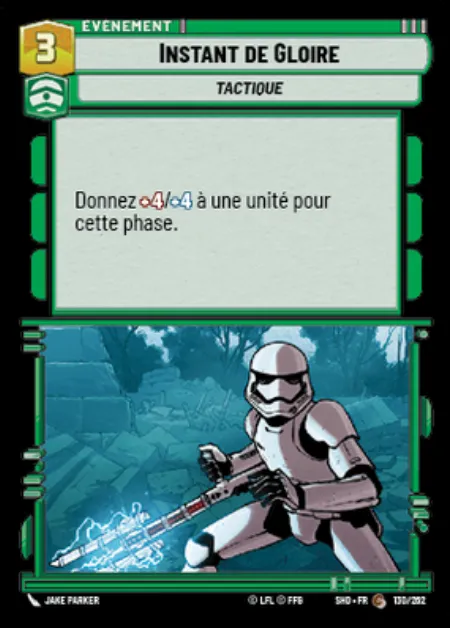 ÉVÉNEMENT
3
INSTANT DE GLOIRE
TACTIQUE
Donnez +4/+4 à une unité pour
cette phase.
JAKE PARKER
© LFL © FFG
SHD • FR
130/262